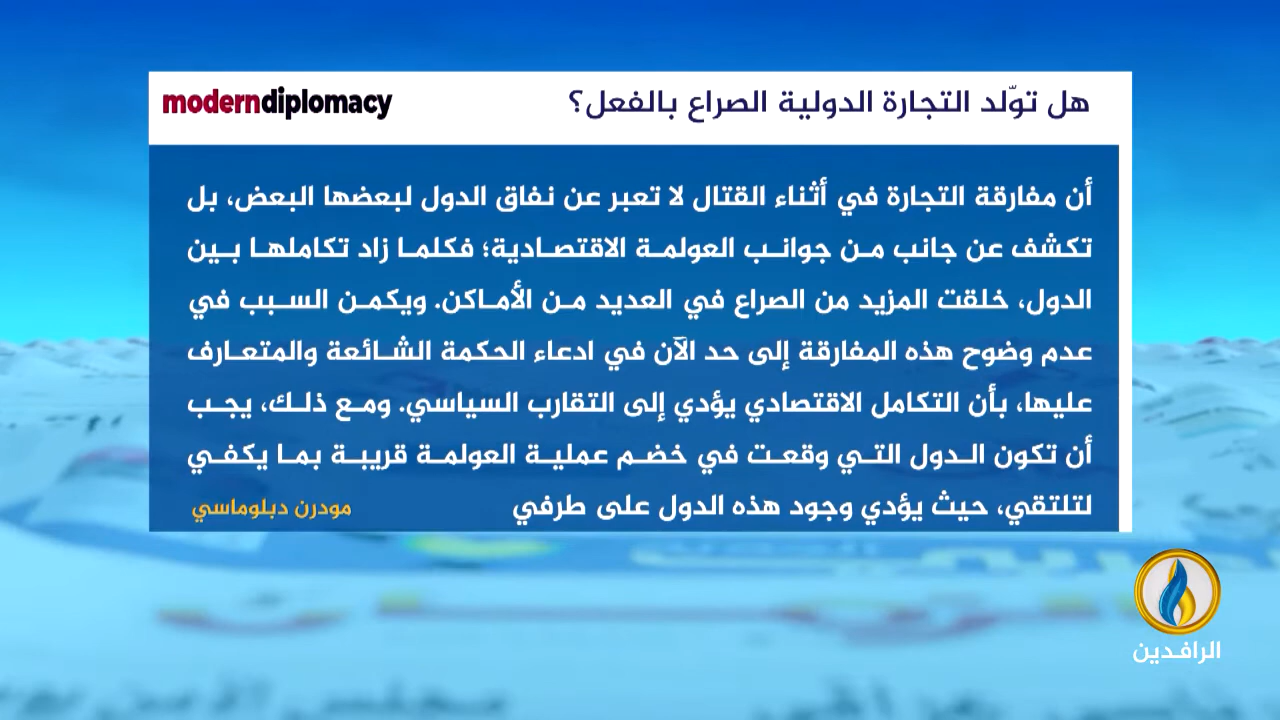 هل توّلد التجارة الدولية الصراع بالفعل؟
moderndiplomacy
أن مفارقة التجارة في أثناء القتال لا تعبر عن نفاق الدول لبعضها البعض، بل
تكشف عن جانب من جوانب العولمة الاقتصادية؛ فكلما زاد تكاملها بين
الدول، خلقت المزيد من الصراع في العديد من الأماكن. ويكمن السبب في
عدم وضوح هذه المفارقة إلى حد الآن في ادعاء الحكمة الشائعة والمتعارف
عليها، بأن التكامل الاقتصادي يؤدي إلى التقارب السياسي. ومع ذلك، يجب
أن تكون الدول التي وقعت في خضم عملية العولمة قريبة بما يكفي
لتلتقي، حيث يؤدي وجود هذه الدول على طرفي
مودرن دبلوماسي
الرافدين